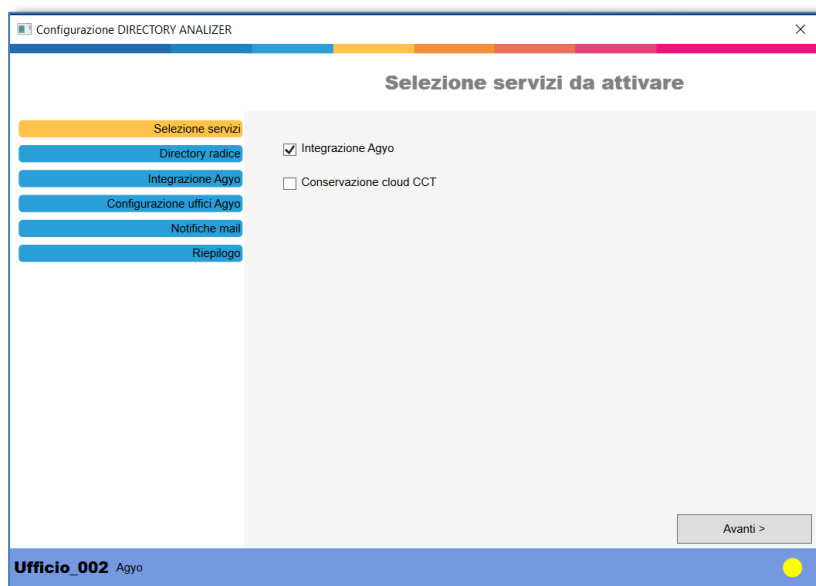 Configurazione DIRECTORY ANALIZER
Selezione servizi da attivare
Selezione servizi
Directory radice
Integrazione Agyo
Configurazione uffici Agyo
Notifiche mail
Riepilogo
Integrazione Agyo
Conservazione cloud CCT
Avanti >
Ufficio_002 Agyo